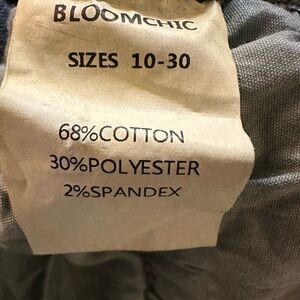 BLOOMCHIC
SIZES 10-30
68%COTTON
30%POLYESTER
2%SPANDEX